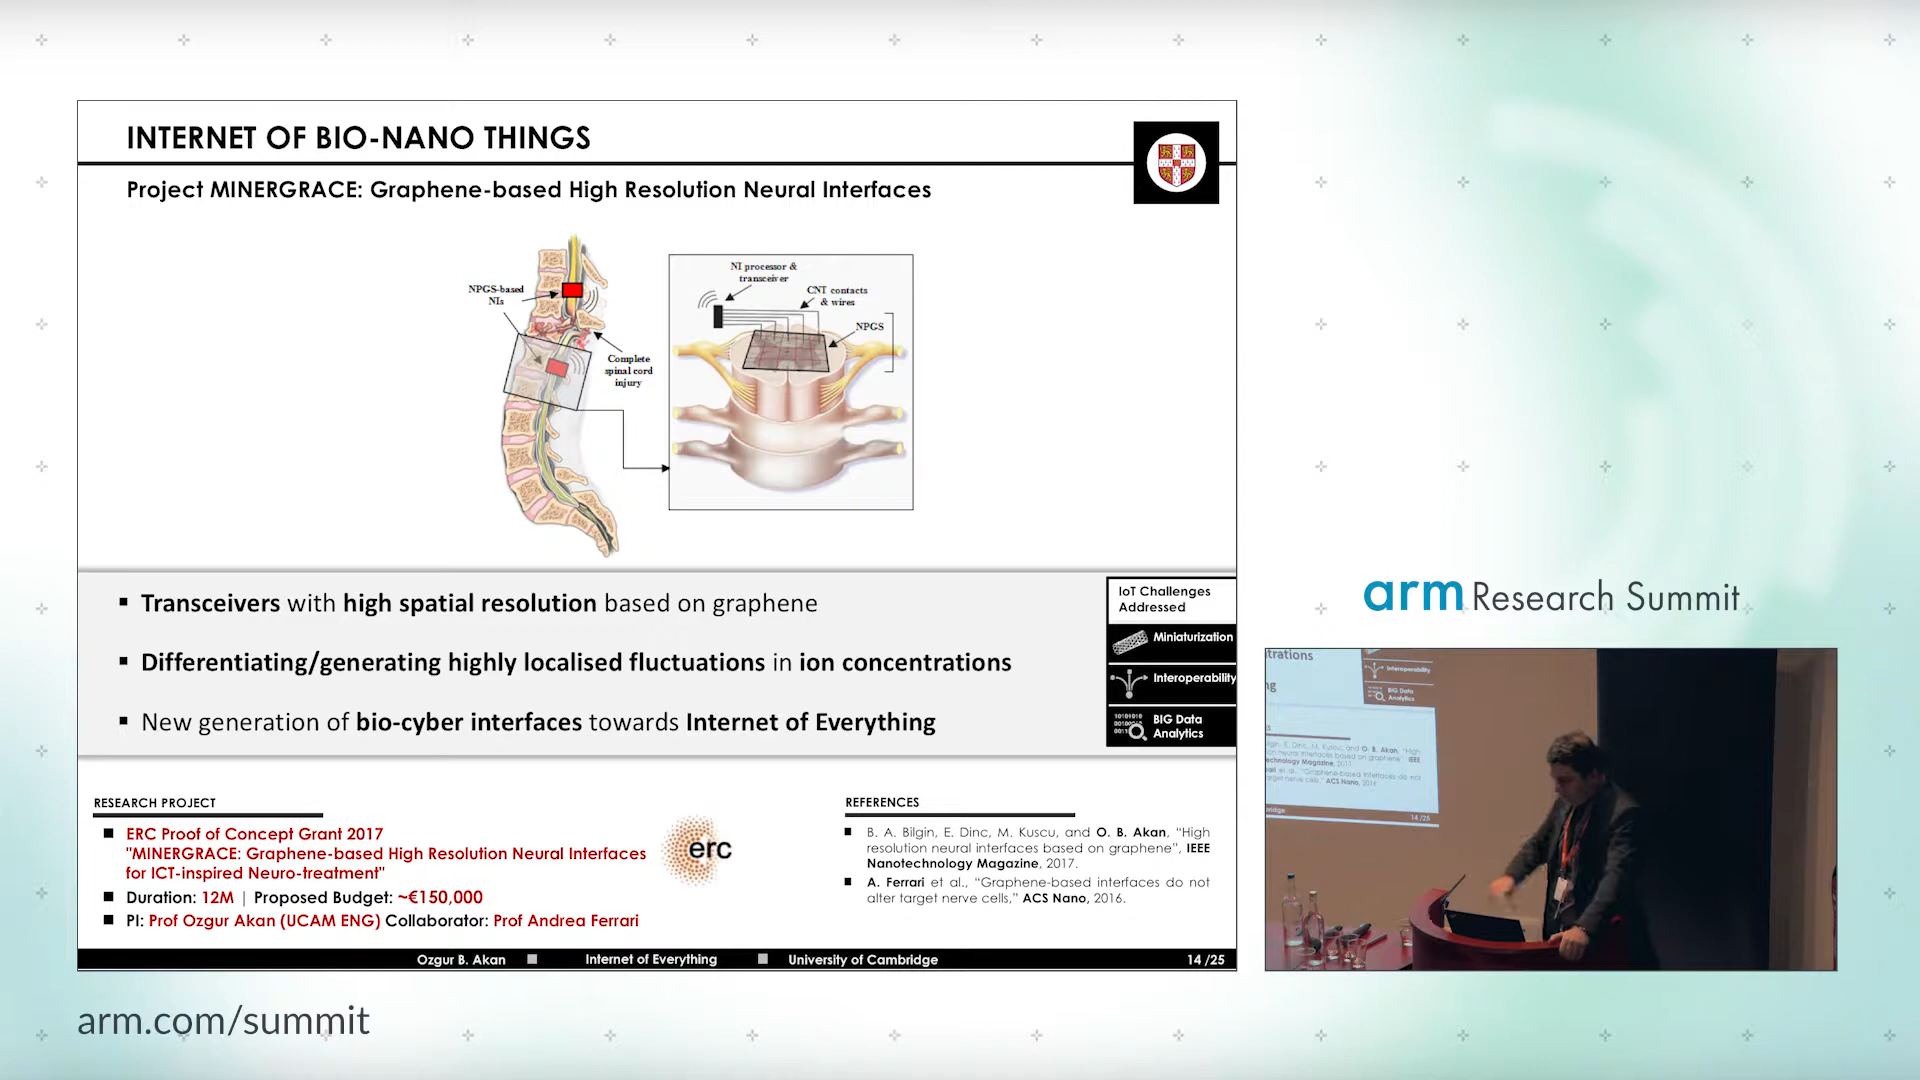 INTERNET OF BIO-NANO THINGS
Project MINERGRACE: Graphene-based High Resolution Neural Interfaces
NPGS-based
NIs
Complete
spinal cord
injury
NI processor &
transceiver
CNT contacts
& wires
NPGS
▪ Transceivers with high spatial resolution based on graphene
▪ Differentiating/generating highly localised fluctuations in ion concentrations
▪ New generation of bio-cyber interfaces towards Internet of Everything
IoT Challenges
Addressed
Miniaturization
Interoperability
BIG Data
Analytics
RESEARCH PROJECT
ERC Proof of Concept Grant 2017
"MINERGRACE: Graphene-based High Resolution Neural Interfaces
for ICT-inspired Neuro-treatment"
Duration: 12M | Proposed Budget: ~€150,000
PI: Prof Ozgur Akan (UCAM ENG) Collaborator: Prof Andrea Ferrari
erc
REFERENCES
B. A. Bilgin, E. Dinc, M. Kuscu, and O. B. Akan, “High
resolution neural interfaces based on graphene”, IEEE
Nanotechnology Magazine, 2017.
A. Ferrari et al., “Graphene-based interfaces do not
alter target nerve cells,” ACS Nano, 2016.
Ozgur B. Akan Internet of Everything University of Cambridge 14 /25
arm Research Summit
trations
Interoperability
BIG Data
Analytics
14 /25
arm.com/summit